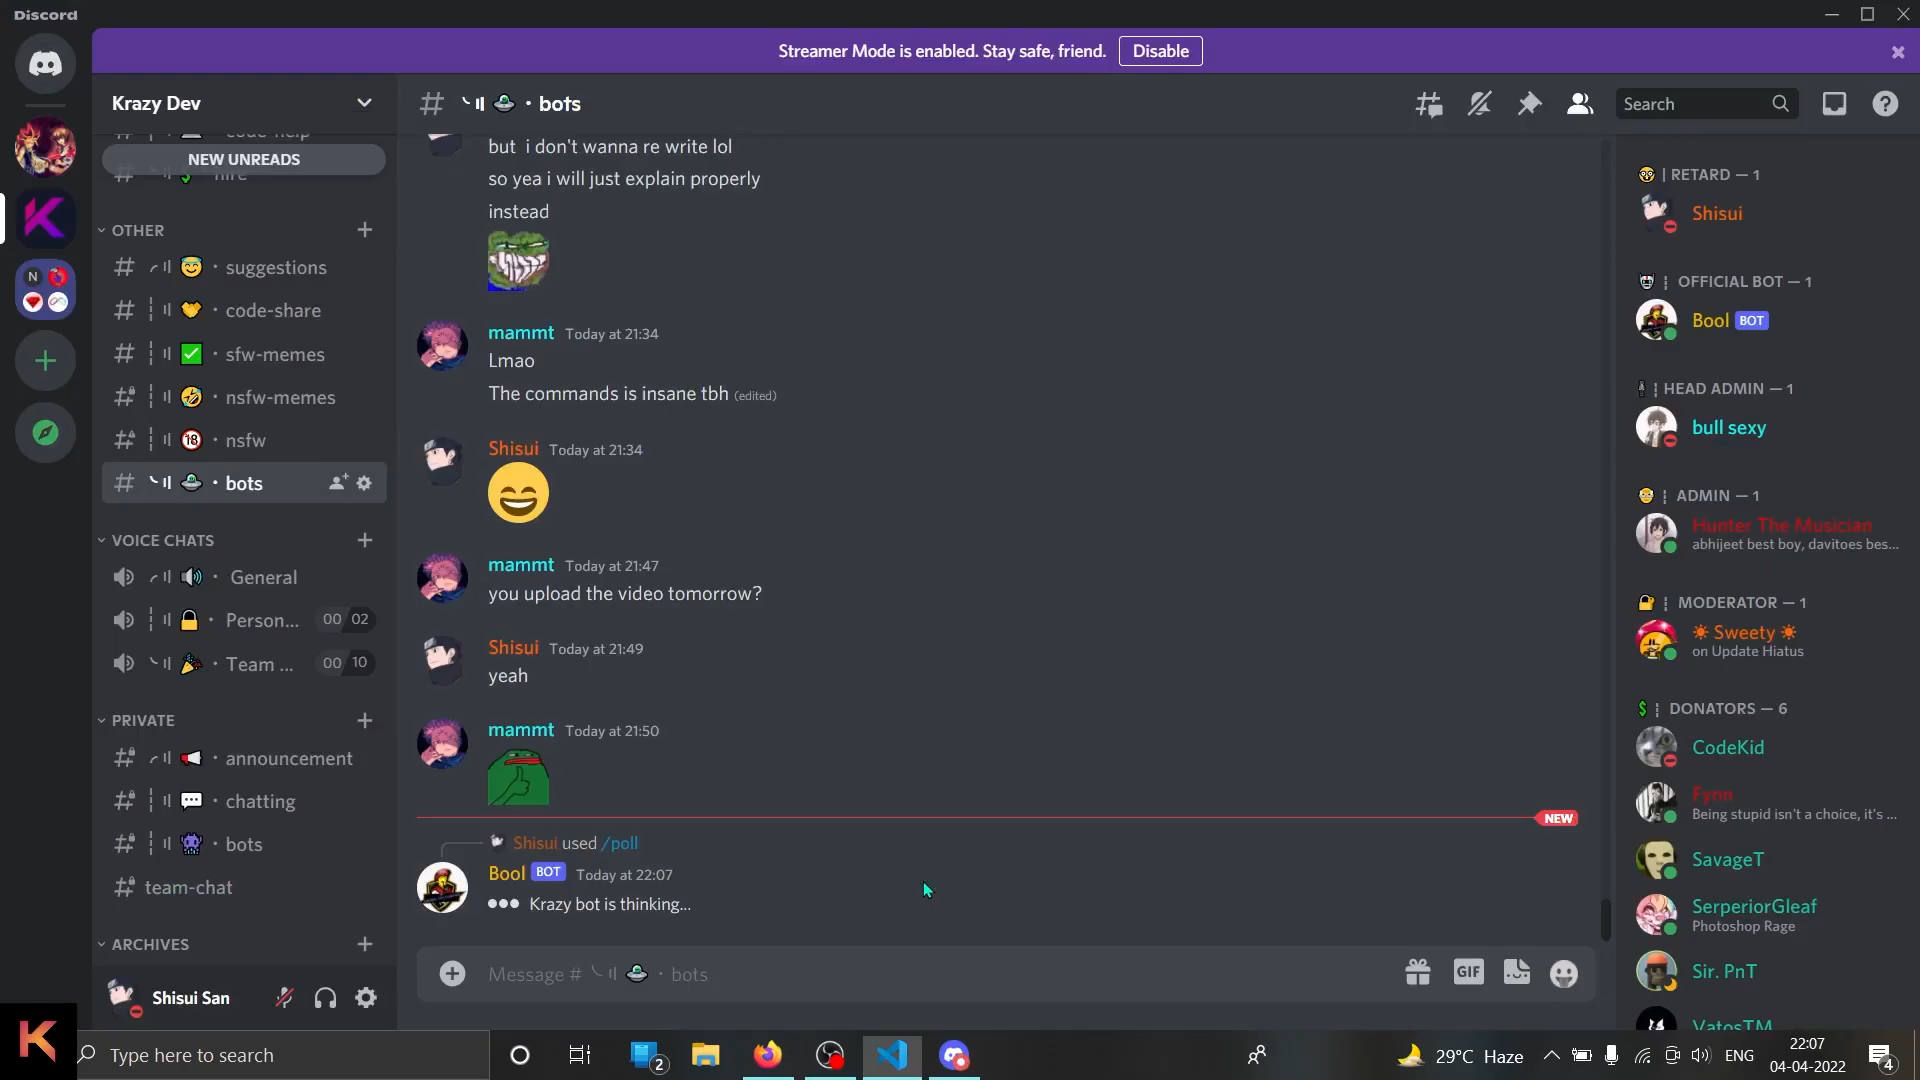 Discord
Streamer Mode is enabled. Stay safe, friend. Disable
Krazy Dev
NEW UNREADS
OTHER
suggestions
code-share
sfw-memes
nsfw-memes
nsfw
bots
VOICE CHATS
General
Person... 00 02
Team ... 00 10
PRIVATE
announcement
chatting
bots
team-chat
ARCHIVES
Shisui San
# • bots
Search
but i don't wanna re write lol
so yea i will just explain properly
instead
mammt Today at 21:34
Lmao
The commands is insane tbh (edited)
Shisui Today at 21:34
mammt Today at 21:47
you upload the video tomorrow?
Shisui Today at 21:49
yeah
mammt Today at 21:50
NEW
Shisui used /poll
Bool BOT Today at 22:07
Krazy bot is thinking...
Message # • bots
GIF
| RETARD — 1
Shisui
¦ OFFICIAL BOT — 1
Bool BOT
¦ HEAD ADMIN — 1
bull sexy
¦ ADMIN — 1
Hunter The Musician
abhijeet best boy, davitoes bes...
¦ MODERATOR — 1
Sweety
on Update Hiatus
¦ DONATORS — 6
CodeKid
Fynn
Being stupid isn't a choice, it's ...
SavageT
SerperiorGleaf
Photoshop Rage
Sir. PnT
VatosTM
K
Type here to search
2
29°C Haze
ENG
22:07
04-04-2022
4